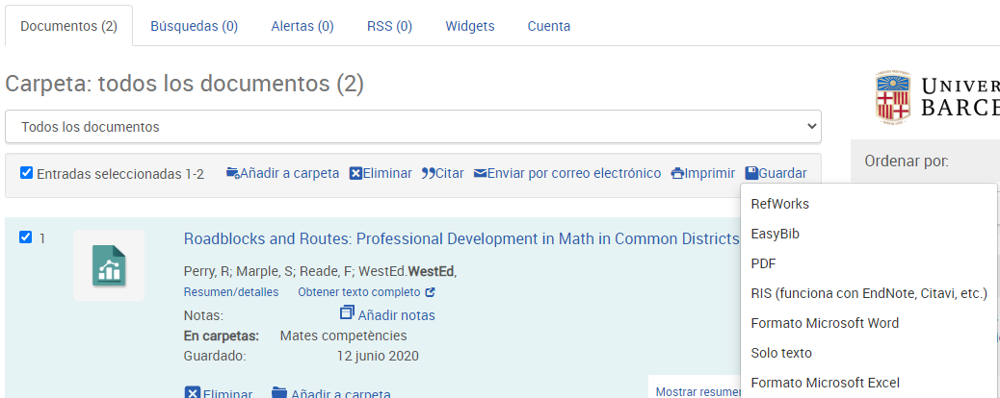 Documentos (2) Búsquedas (0) Alertas (0) RSS (0) Widgets Cuenta
Carpeta: todos los documentos (2)
Todos los documentos
Entradas seleccionadas 1-2 Añadir a carpeta Eliminar Citar Enviar por correo electrónico Imprimir Guardar
UNIVER
BARCE
Ordenar por:
RefWorks
EasyBib
PDF
RIS (funciona con EndNote, Citavi, etc.)
Formato Microsoft Word
Solo texto
Formato Microsoft Excel
1
Roadblocks and Routes: Professional Development in Math in Common Districts
Perry, R; Marple, S; Reade, F; WestEd.WestEd,
Resumen/detalles Obtener texto completo
Notas: Añadir notas
En carpetas: Mates competències
Guardado: 12 junio 2020
Eliminar Añadir a carpeta
Mostrar resumen